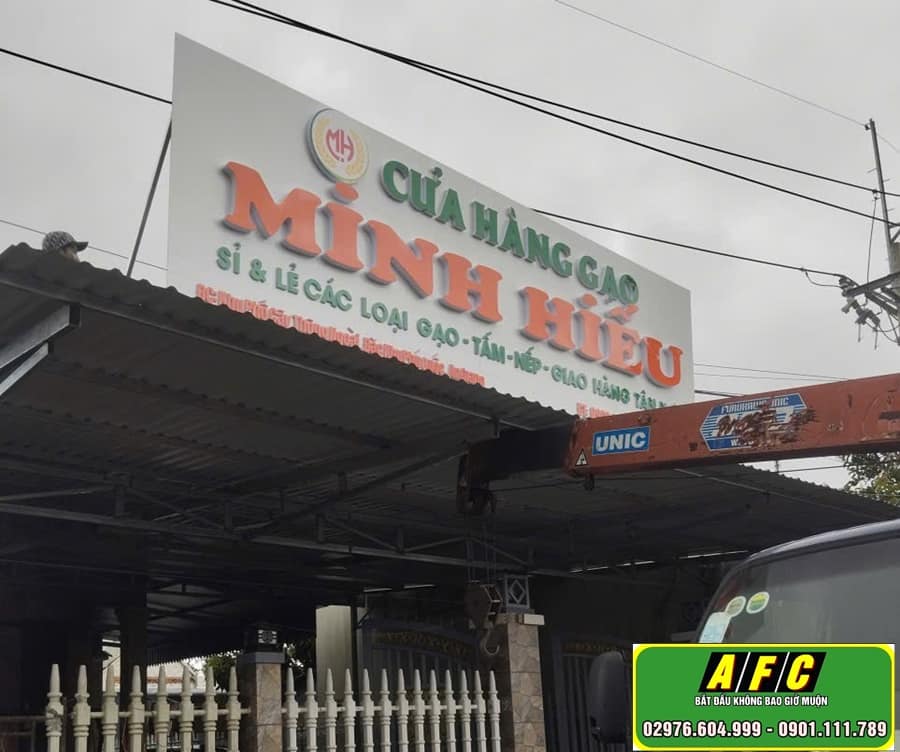 MH
CỬA HÀNG GẠO
MINH HIẾU
SỈ & LẺ CÁC LOẠI GẠO - TẤM - NẾP - GIAO HÀNG TẬN
UNIC
FURUKAWA UNIC
AFC
BẮT ĐẦU KHÔNG BAO GIỜ MUỘN
02976.604.999 - 0901.111.789